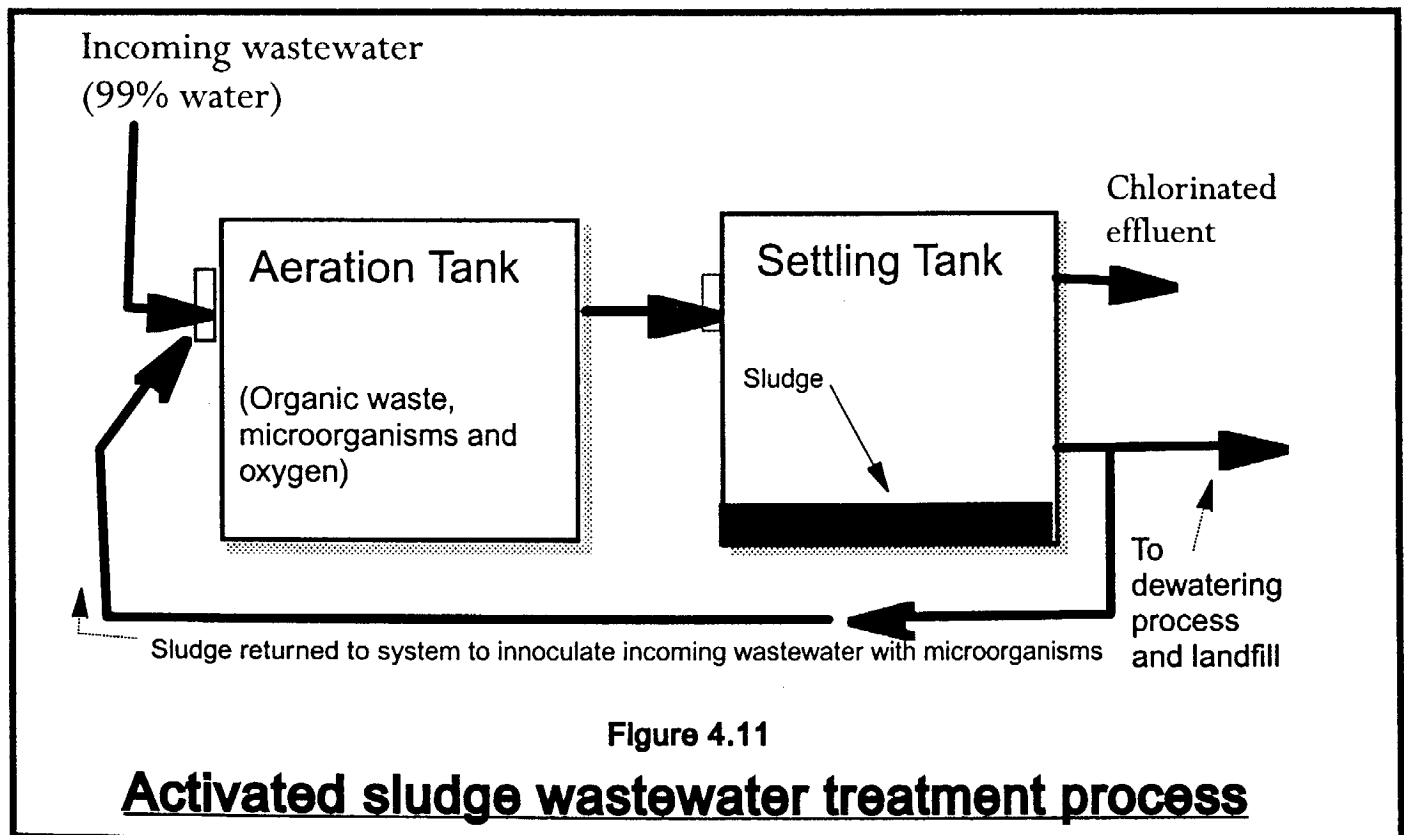 Incoming wastewater
(99% water)
Chlorinated
effluent
Aeration Tank
Settling Tank
(Organic waste,
microorganisms and
oxygen)
Sludge
To
dewatering
process
and landfill
Sludge returned to system to innoculate incoming wastewater with microorganisms
Figure 4.11
Activated sludge wastewater treatment process